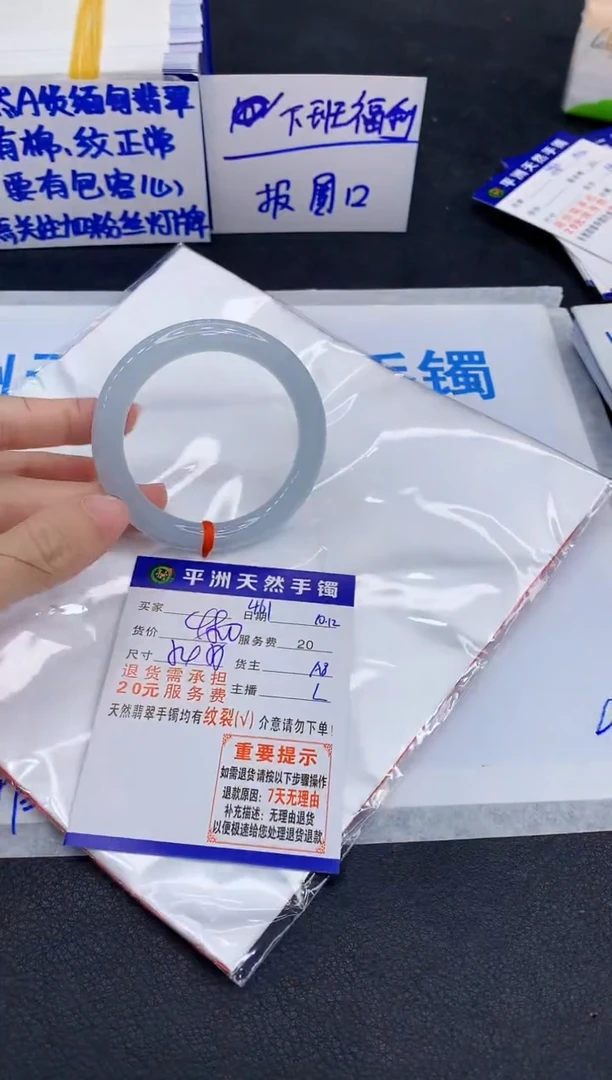 然A货缅甸翡翠
有棉、纹正常
要有包容心)
需关注加粉丝灯牌
下班福利
报圈口
平洲天然手镯
手镯
平洲天然手镯
买家 461 日期 10.12
货价 服务费 20
尺寸 货主 A8
退货需承担
20元服务费 主播 L
天然翡翠手镯均有纹裂(√)介意请勿下单!
重要提示
如需退货请按以下步骤操作
退款原因:7天无理由
补充描述:无理由退货
以便极速给您处理退货退款